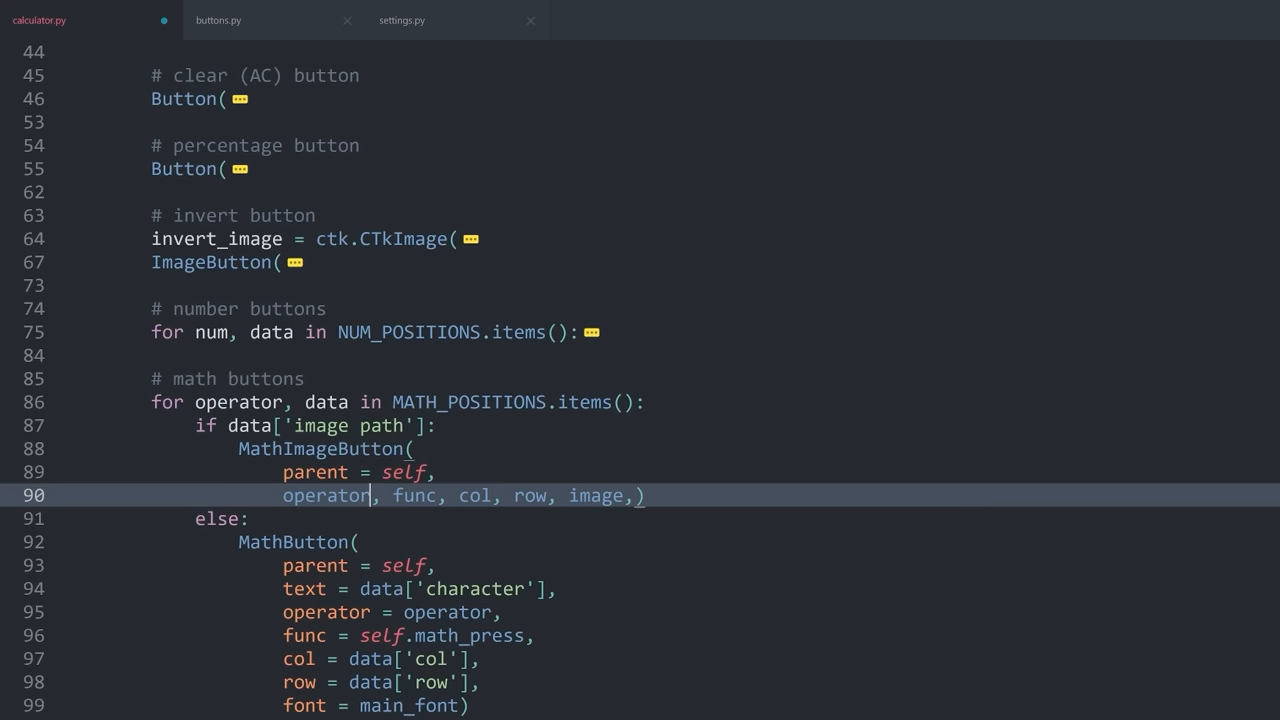 calculator.py buttons.py settings.py
44
45 # clear (AC) button
46 Button(
53
54 # percentage button
55 Button(
62
63 # invert button
64 invert_image = ctk.CTkImage(
67 ImageButton(
73
74 # number buttons
75 for num, data in NUM_POSITIONS.items():
84
85 # math buttons
86 for operator, data in MATH_POSITIONS.items():
87 if data['image path']:
88 MathImageButton(
89 parent = self,
90 operator, func, col, row, image,)
91 else:
92 MathButton(
93 parent = self,
94 text = data['character'],
95 operator = operator,
96 func = self.math_press,
97 col = data['col'],
98 row = data['row'],
99 font = main_font)